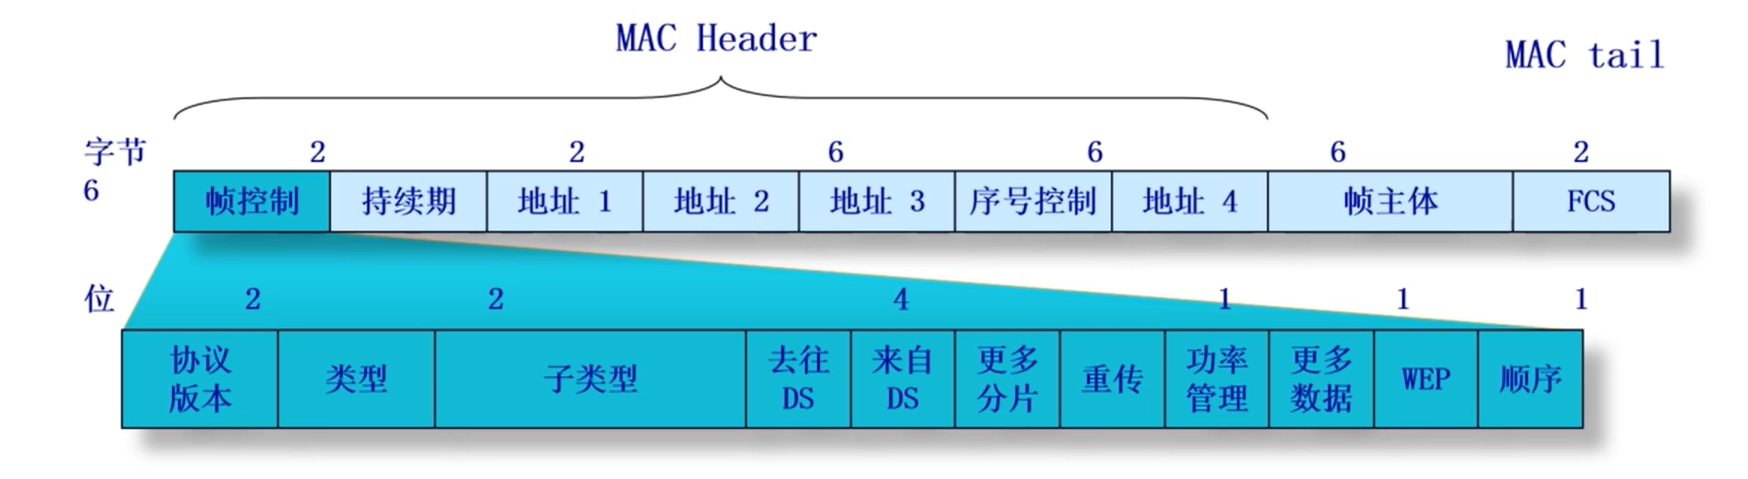 MAC Header
MAC tail
字节 2 2 6 6 6 2
6
帧控制 持续期 地址 1 地址 2 地址 3 序号控制 地址 4 帧主体 FCS
位 2 2 4 1 1 1
协议 去往 来自 更多 功率 更多
类型 子类型 重传 WEP 顺序
版本 DS DS 分片 管理 数据